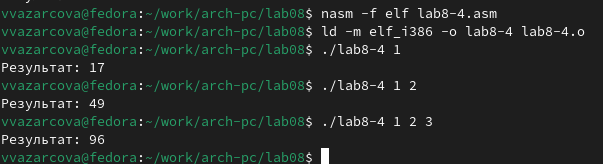 vvazarcova@fedora:~/work/arch-pc/lab08$ nasm -f elf lab8-4.asm
vvazarcova@fedora:~/work/arch-pc/lab08$ ld -m elf_i386 -o lab8-4 lab8-4.o
vvazarcova@fedora:~/work/arch-pc/lab08$ ./lab8-4 1
Результат: 17
vvazarcova@fedora:~/work/arch-pc/lab08$ ./lab8-4 1 2
Результат: 49
vvazarcova@fedora:~/work/arch-pc/lab08$ ./lab8-4 1 2 3
Результат: 96
vvazarcova@fedora:~/work/arch-pc/lab08$